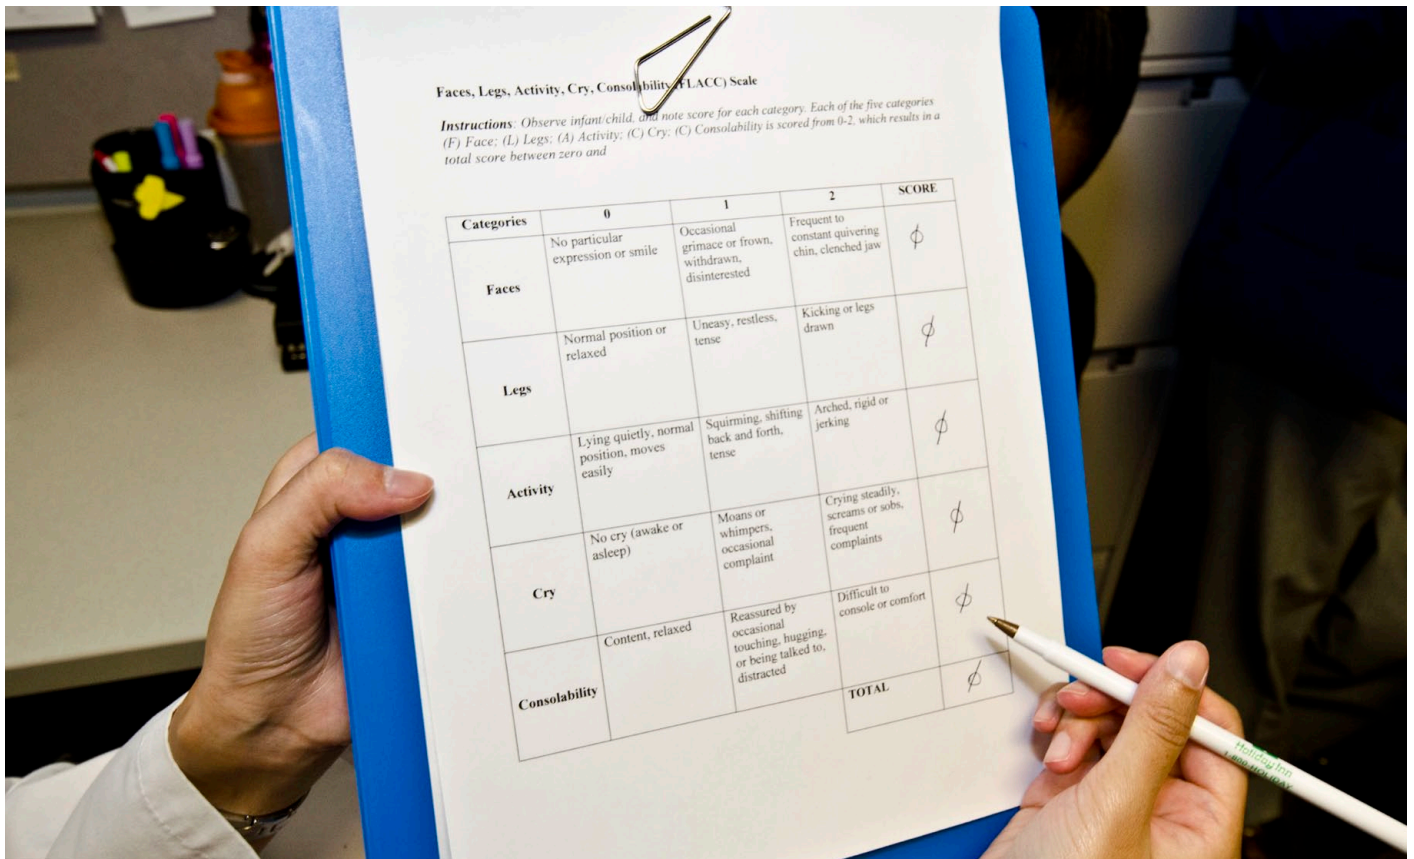 Faces, Legs, Activity, Cry, Consolability (FLACC) Scale
Instructions: Observe infant/child, and note score for each category. Each of the five categories
(F) Face; (L) Legs; (A) Activity; (C) Cry; (C) Consolability is scored from 0-2, which results in a
total score between zero and
Categories
0
1
2
SCORE
Faces
No particular
expression or smile
Occasional
grimace or frown,
withdrawn,
disinterested
Frequent to
constant quivering
chin, clenched jaw
ϕ
Legs
Normal position or
relaxed
Uneasy, restless,
tense
Kicking or legs
drawn
ϕ
Activity
Lying quietly, normal
position, moves
easily
Squirming, shifting
back and forth,
tense
Arched, rigid or
jerking
ϕ
Cry
No cry (awake or
asleep)
Moans or
whimpers,
occasional
complaint
Crying steadily,
screams or sobs,
frequent
complaints
ϕ
Consolability
Content, relaxed
Reassured by
occasional
touching, hugging,
or being talked to,
distracted
Difficult to
console or comfort
ϕ
TOTAL
ϕ
Holiday Inn
1-800-HOLIDAY